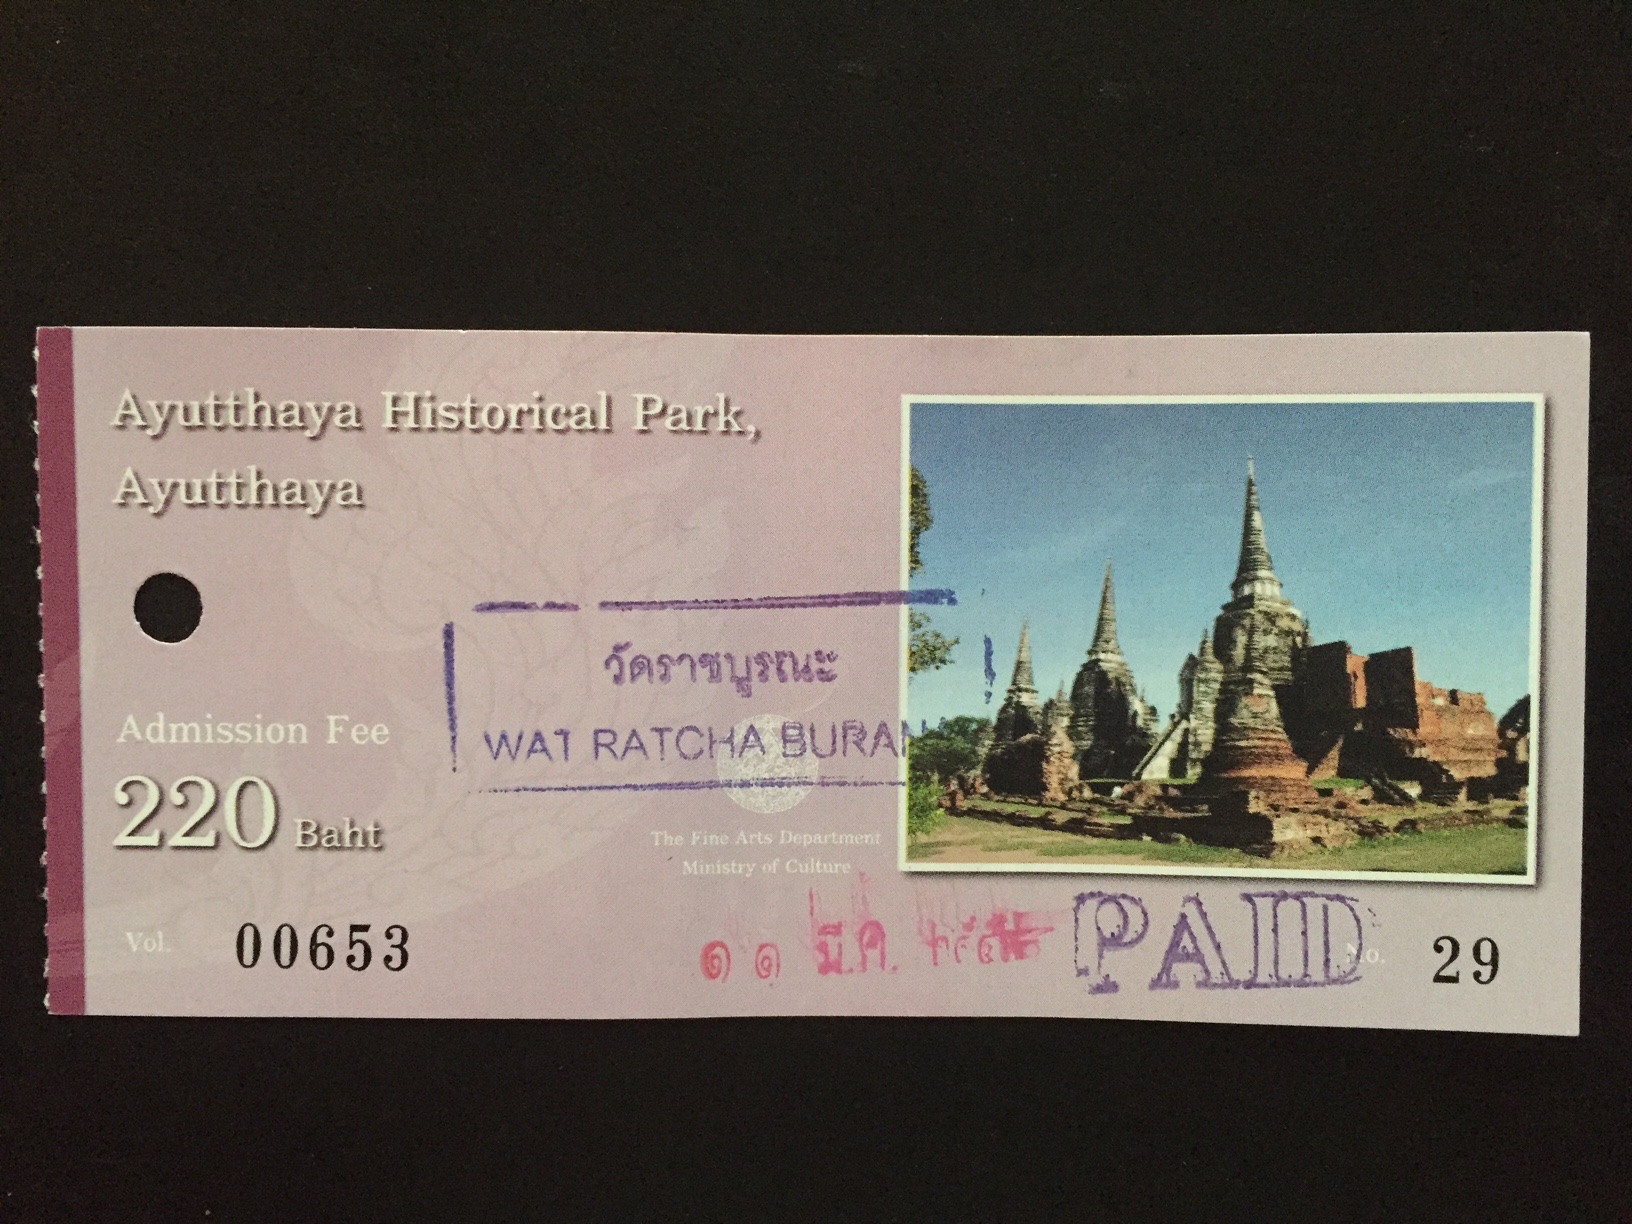 Ayutthaya Historical Park,
Ayutthaya
วัดราชบูรณะ
WAT RATCHA BURAN
Admission Fee
220 Baht
The Fine Arts Department
Ministry of Culture
Vol. 00653
๑๑ มี.ค.
PAID
No. 29